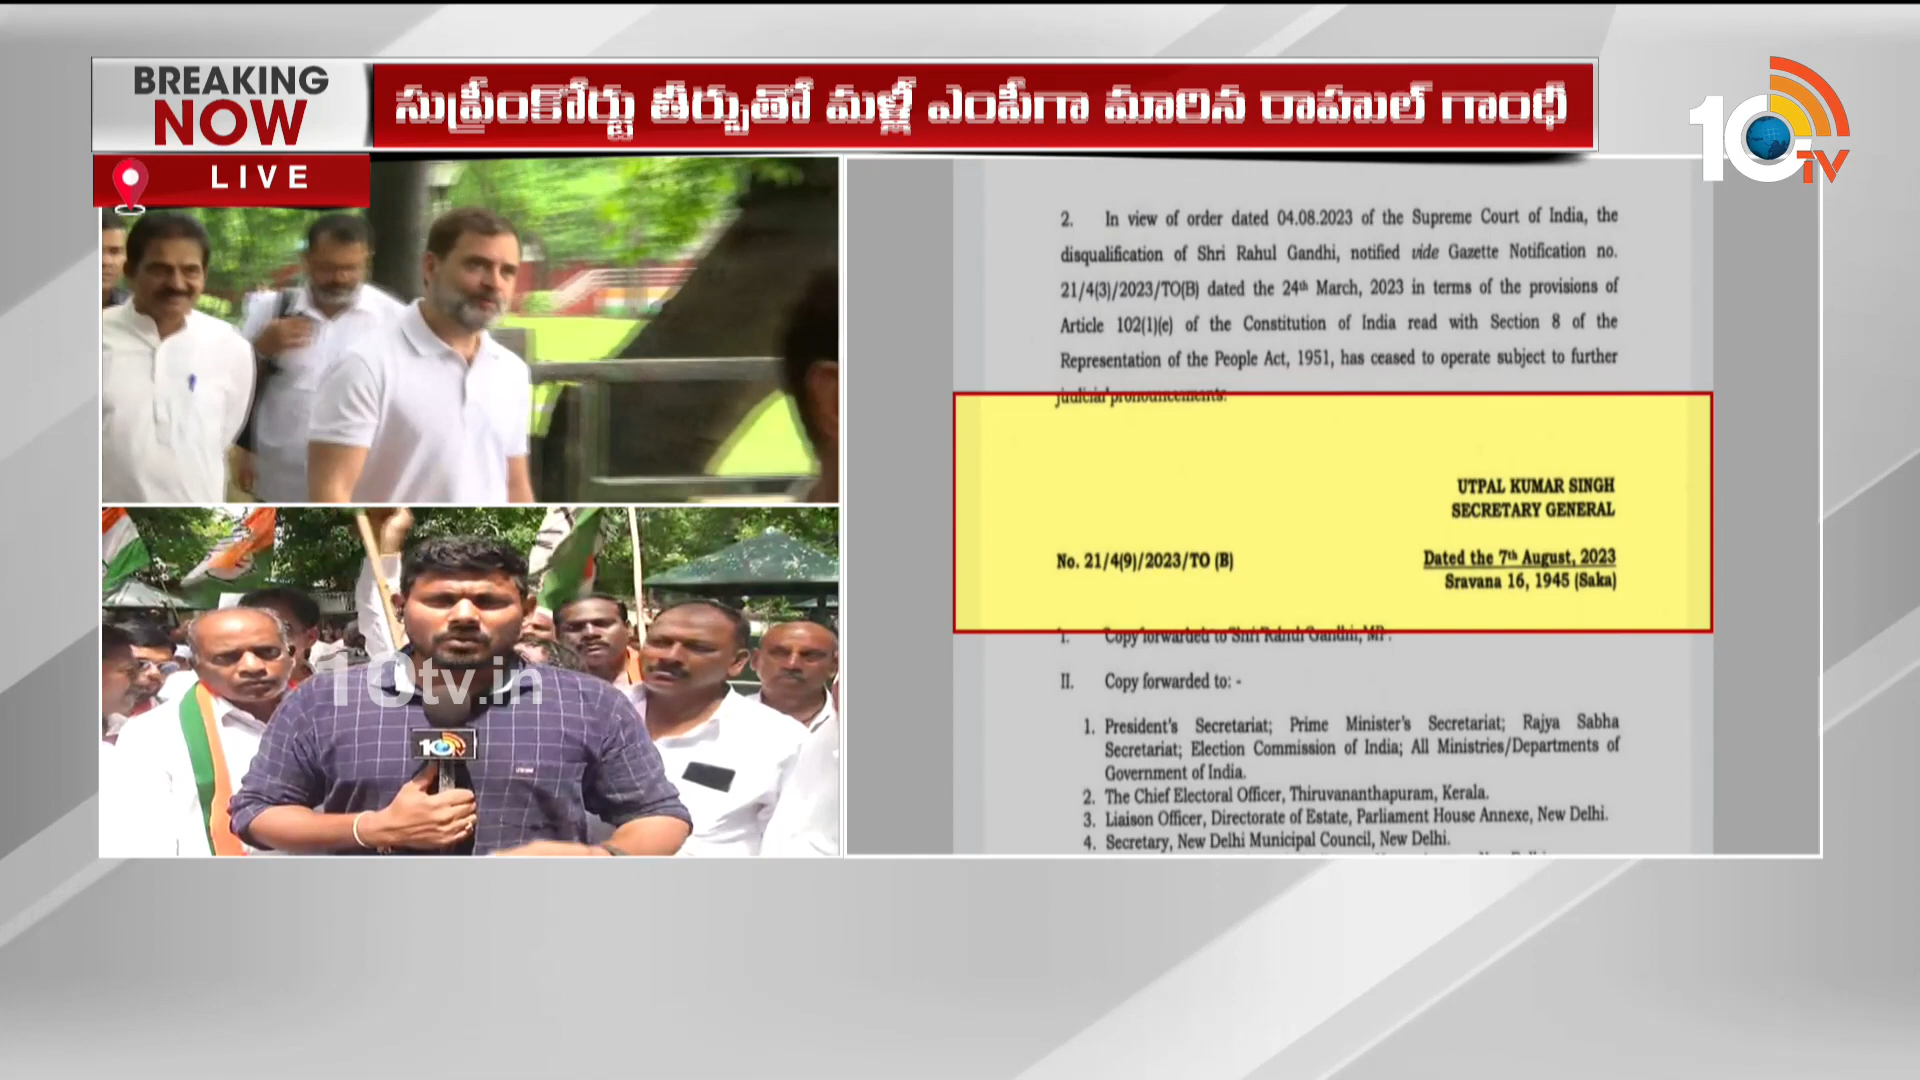 BREAKING
NOW
సుప్రీంకోర్టు తీర్పుతో మళ్లీ ఎంపీగా మారిన రాహుల్ గాంధీ
10TV
LIVE
2. In view of order dated 04.08.2023 of the Supreme Court of India, the
disqualification of Shri Rahul Gandhi, notified vide Gazette Notification no.
21/4(3)/2023/TO(B) dated the 24th March, 2023 in terms of the provisions of
Article 102(1)(e) of the Constitution of India read with Section 8 of the
Representation of the People Act, 1951, has ceased to operate subject to further
judicial pronouncements.
UTPAL KUMAR SINGH
SECRETARY GENERAL
No. 21/4(9)/2023/TO (B)
Dated the 7th August, 2023
Sravana 16, 1945 (Saka)
I. Copy forwarded to Shri Rahul Gandhi, MP.
II. Copy forwarded to: -
1. President's Secretariat; Prime Minister's Secretariat; Rajya Sabha
Secretariat; Election Commission of India; All Ministries/Departments of
Government of India.
2. The Chief Electoral Officer, Thiruvananthapuram, Kerala.
3. Liaison Officer, Directorate of Estate, Parliament House Annexe, New Delhi.
4. Secretary, New Delhi Municipal Council, New Delhi.
10tv.in
10TV